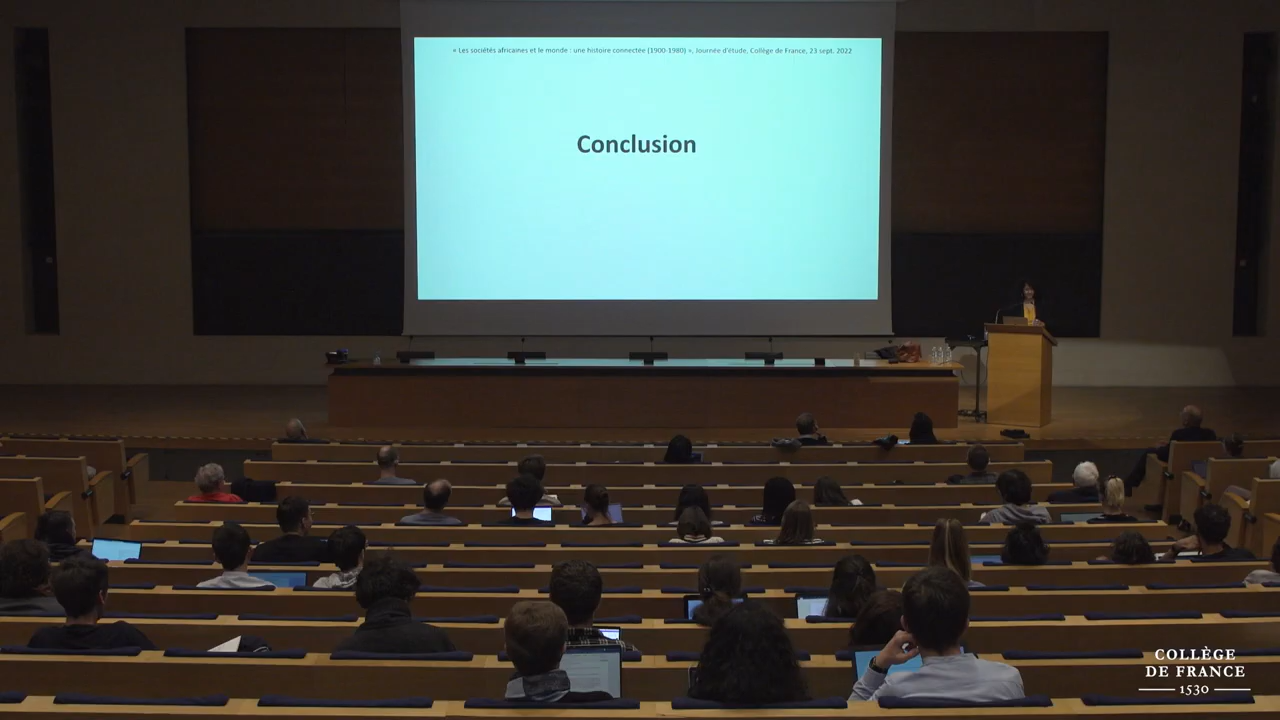 « Les sociétés africaines et le monde : une histoire connectée (1900-1980) », Journée d'étude, Collège de France, 23 sept. 2022
Conclusion
COLLÈGE
DE FRANCE
1530